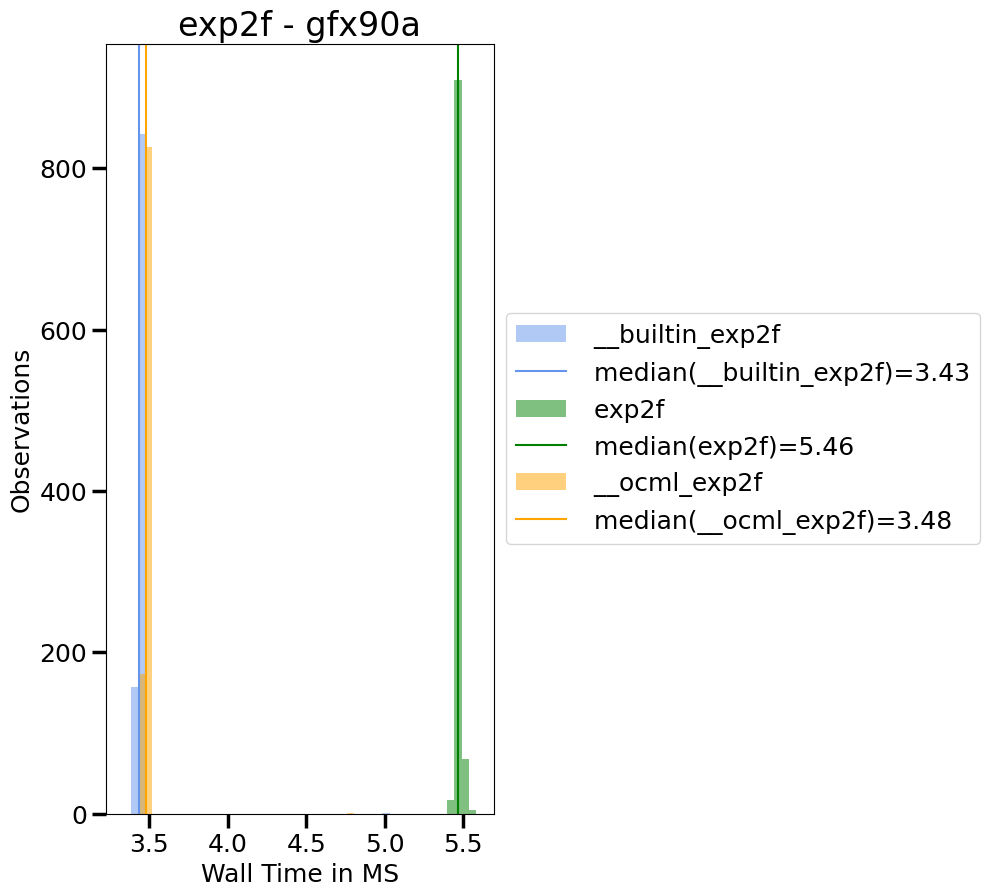 exp2f - gfx90a
Observations
800
600
400
200
0
3.5 4.0 4.5 5.0 5.5
Wall Time in MS
__builtin_exp2f
median(__builtin_exp2f)=3.43
exp2f
median(exp2f)=5.46
__ocml_exp2f
median(__ocml_exp2f)=3.48